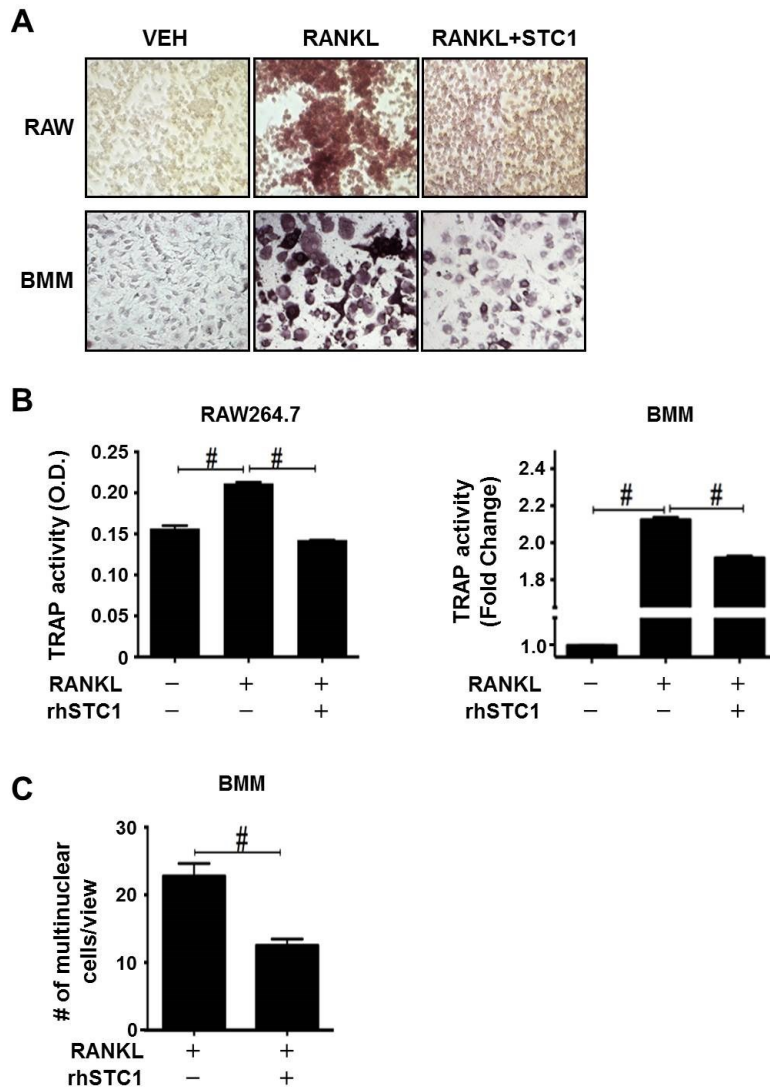 A
VEH RANKL RANKL+STC1
RAW
BMM
B
RAW264.7
TRAP activity (O.D.)
0.25
0.20
0.15
0.10
0.05
0
# #
RANKL − + +
rhSTC1 − − +
BMM
TRAP activity
(Fold Change)
2.4
2.2
2.0
1.8
1.0
# #
RANKL − + +
rhSTC1 − − +
C
BMM
# of multinuclear
cells/view
30
20
10
0
#
RANKL + +
rhSTC1 − +